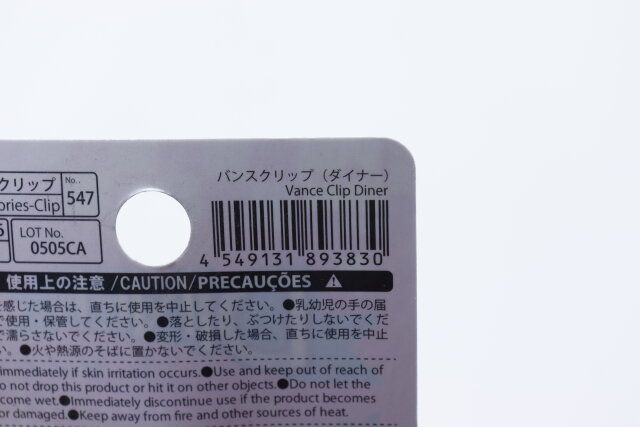 バンスクリップ（ダイナー）
Vance Clip Diner
クリップ No. 547
ories-Clip
LOT No.
0505CA
4 549131 893830
使用上の注意 /CAUTION/PRECAUÇÕES
を感じた場合は、直ちに使用を中止してください。●乳幼児の手の届
で使用・保管してください。●落としたり、ぶつけたりしないでくだ
で濡らさないでください。●変形・破損した場合、直ちに使用を中止
い。●火や熱源のそばに置かないでください。
immediately if skin irritation occurs.●Use and keep out of reach of
o not drop this product or hit it on other objects.●Do not let the
come wet.●Immediately discontinue use if the product becomes
or damaged.●Keep away from fire and other sources of heat.